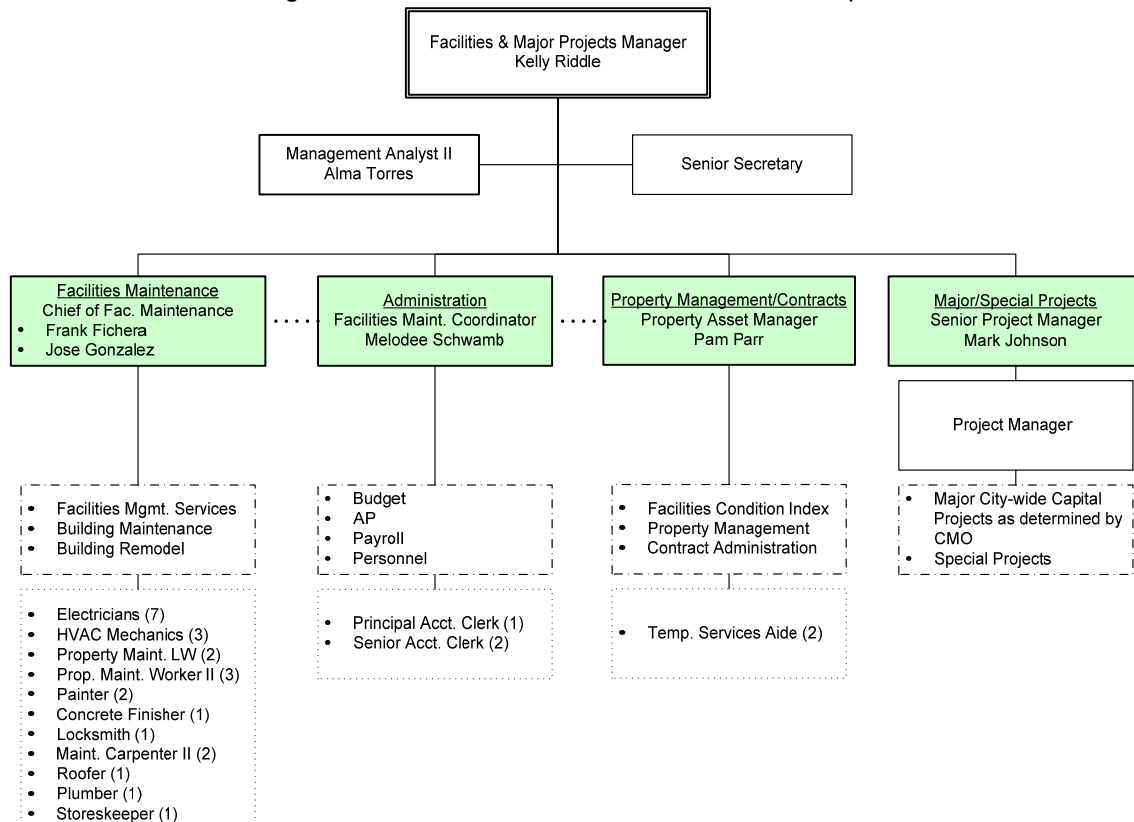 Facilities & Major Projects Manager
Kelly Riddle
Management Analyst II
Alma Torres
Senior Secretary
Facilities Maintenance
Chief of Fac. Maintenance
• Frank Fichera
• Jose Gonzalez
Administration
Facilities Maint. Coordinator
Melodee Schwamb
Property Management/Contracts
Property Asset Manager
Pam Parr
Major/Special Projects
Senior Project Manager
Mark Johnson
Project Manager
• Facilities Mgmt. Services
• Building Maintenance
• Building Remodel
• Budget
• AP
• Payroll
• Personnel
• Facilities Condition Index
• Property Management
• Contract Administration
• Major City-wide Capital
Projects as determined by
CMO
• Special Projects
• Electricians (7)
• HVAC Mechanics (3)
• Property Maint. LW (2)
• Prop. Maint. Worker II (3)
• Painter (2)
• Concrete Finisher (1)
• Locksmith (1)
• Maint. Carpenter II (2)
• Roofer (1)
• Plumber (1)
• Storeskeeper (1)
• Principal Acct. Clerk (1)
• Senior Acct. Clerk (2)
• Temp. Services Aide (2)